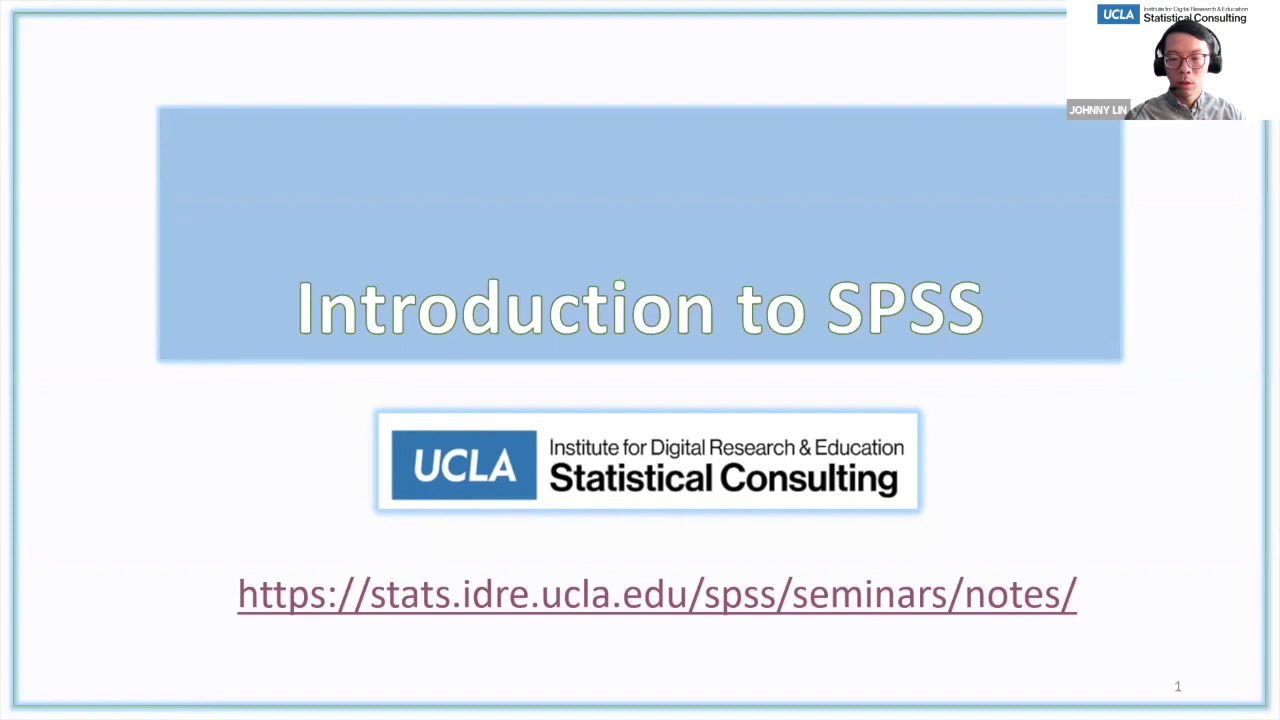 UCLA Institute for Digital Research & Education
Statistical Consulting
JOHNNY LIN
Introduction to SPSS
UCLA Institute for Digital Research & Education
Statistical Consulting
https://stats.idre.ucla.edu/spss/seminars/notes/
1